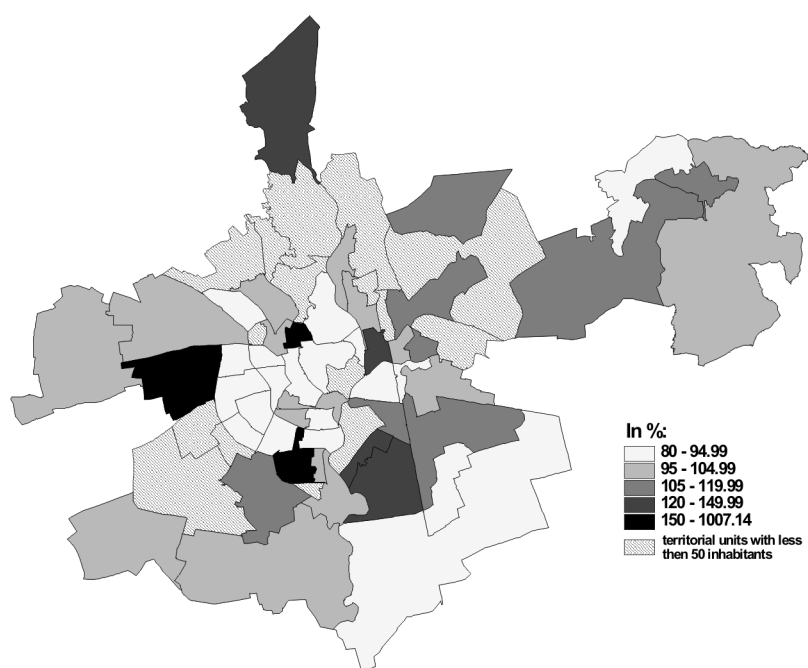 In %:
80 - 94.99
95 - 104.99
105 - 119.99
120 - 149.99
150 - 1007.14
territorial units with less
then 50 inhabitants